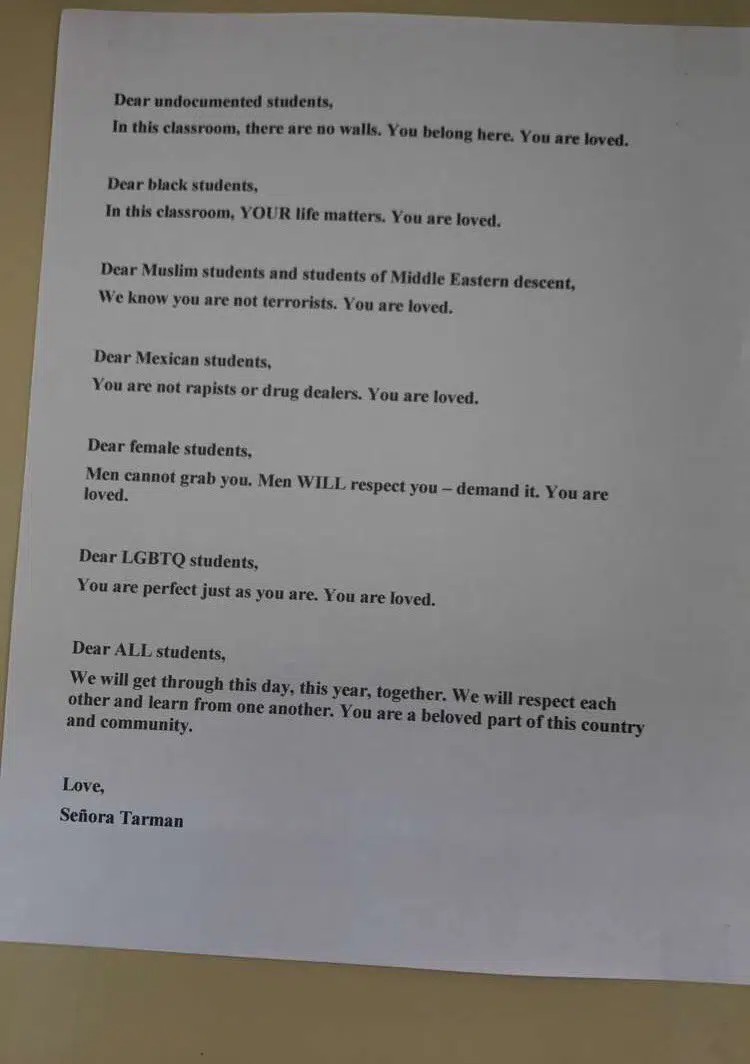 Dear undocumented students,
In this classroom, there are no walls. You belong here. You are loved.
Dear black students,
In this classroom, YOUR life matters. You are loved.
Dear Muslim students and students of Middle Eastern descent,
We know you are not terrorists. You are loved.
Dear Mexican students,
You are not rapists or drug dealers. You are loved.
Dear female students,
Men cannot grab you. Men WILL respect you – demand it. You are
loved.
Dear LGBTQ students,
You are perfect just as you are. You are loved.
Dear ALL students,
We will get through this day, this year, together. We will respect each
other and learn from one another. You are a beloved part of this country
and community.
Love,
Señora Tarman